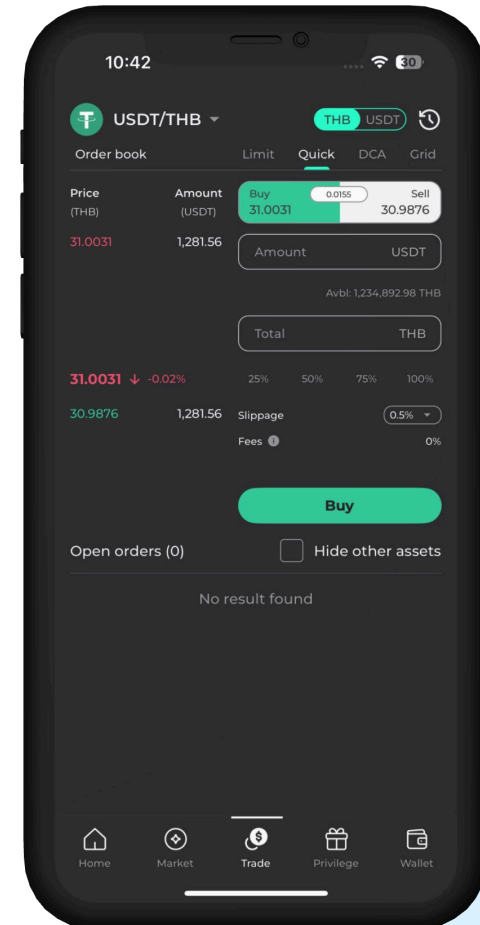 10:42
30
USDT/THB
THB USDT
Order book
Limit Quick DCA Grid
Price Amount
(THB) (USDT)
Buy 0.0155 Sell
31.0031 30.9876
31.0031 1,281.56
Amount USDT
Avbl: 1,234,892.98 THB
Total THB
31.0031 ↓ -0.02%
25% 50% 75% 100%
30.9876 1,281.56
Slippage 0.5%
Fees 0%
Buy
Open orders (0)
Hide other assets
No result found
Home Market Trade Privilege Wallet